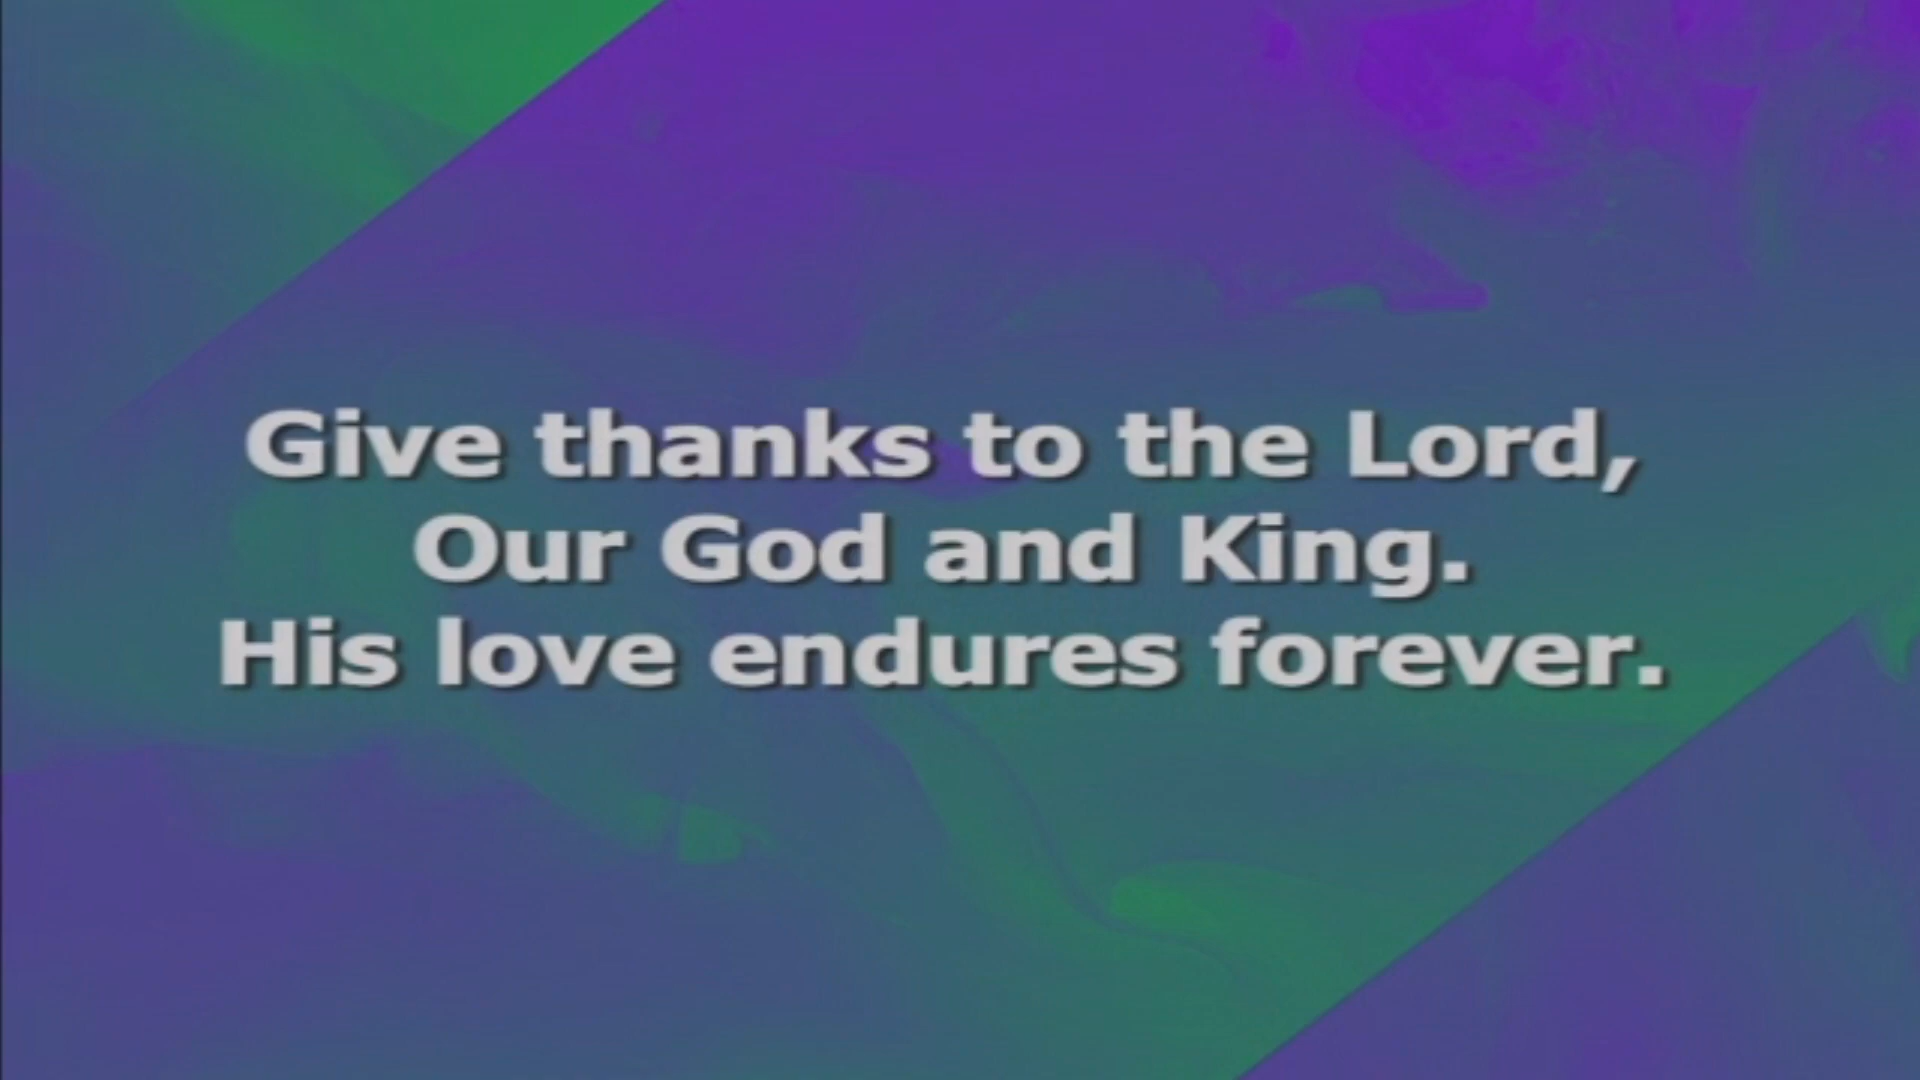 Give thanks to the Lord,
Our God and King.
His love endures forever.